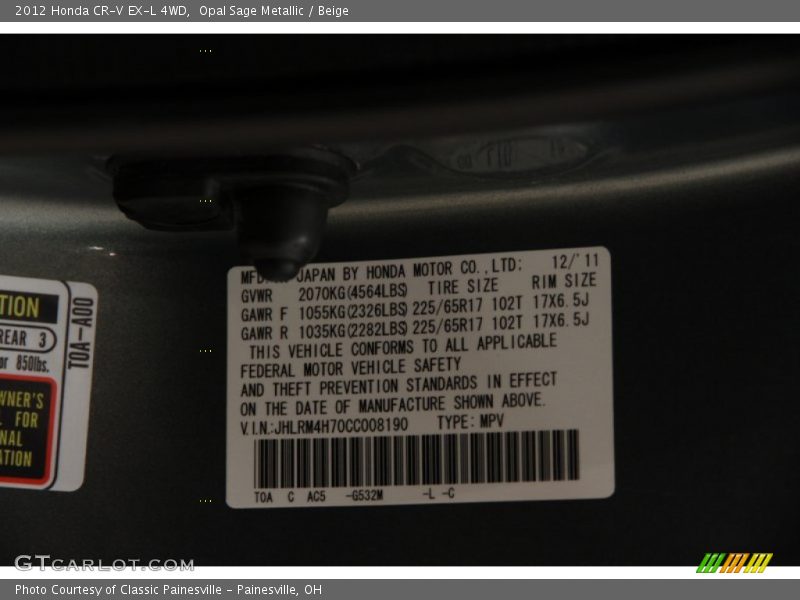 2012 Honda CR-V EX-L 4WD, Opal Sage Metallic / Beige
MFD JAPAN BY HONDA MOTOR CO.,LTD: 12/'11
GVWR 2070KG(4564LBS) TIRE SIZE RIM SIZE
GAWR F 1055KG(2326LBS) 225/65R17 102T 17X6.5J
GAWR R 1035KG(2282LBS) 225/65R17 102T 17X6.5J
THIS VEHICLE CONFORMS TO ALL APPLICABLE
FEDERAL MOTOR VEHICLE SAFETY
AND THEFT PREVENTION STANDARDS IN EFFECT
ON THE DATE OF MANUFACTURE SHOWN ABOVE.
V.I.N.:JHLRM4H70CC008190 TYPE: MPV
T0A C AC5 -G532M -L -C
TION
REAR 3
or 850lbs.
WNER'S
L FOR
NAL
ATION
T0A-A00
GTCARLOT.COM
Photo Courtesy of Classic Painesville - Painesville, OH